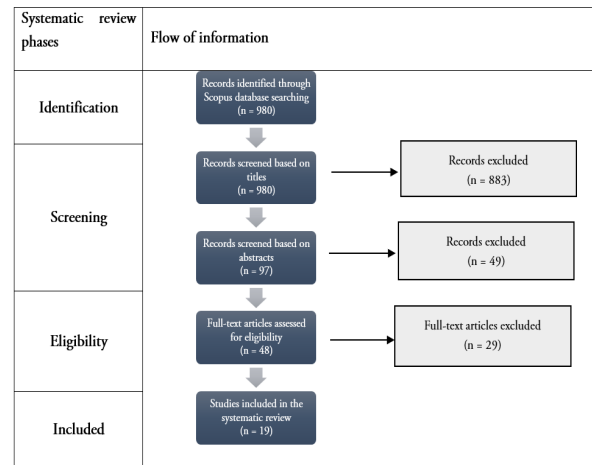 Systematic review
phases
Flow of information
Identification
Records identified through
Scopus database searching
(n = 980)
Screening
Records screened based on
titles
(n = 980)
Records excluded
(n = 883)
Records screened based on
abstracts
(n = 97)
Records excluded
(n = 49)
Eligibility
Full-text articles assessed
for eligibility
(n = 48)
Full-text articles excluded
(n = 29)
Included
Studies included in the
systematic review
(n = 19)